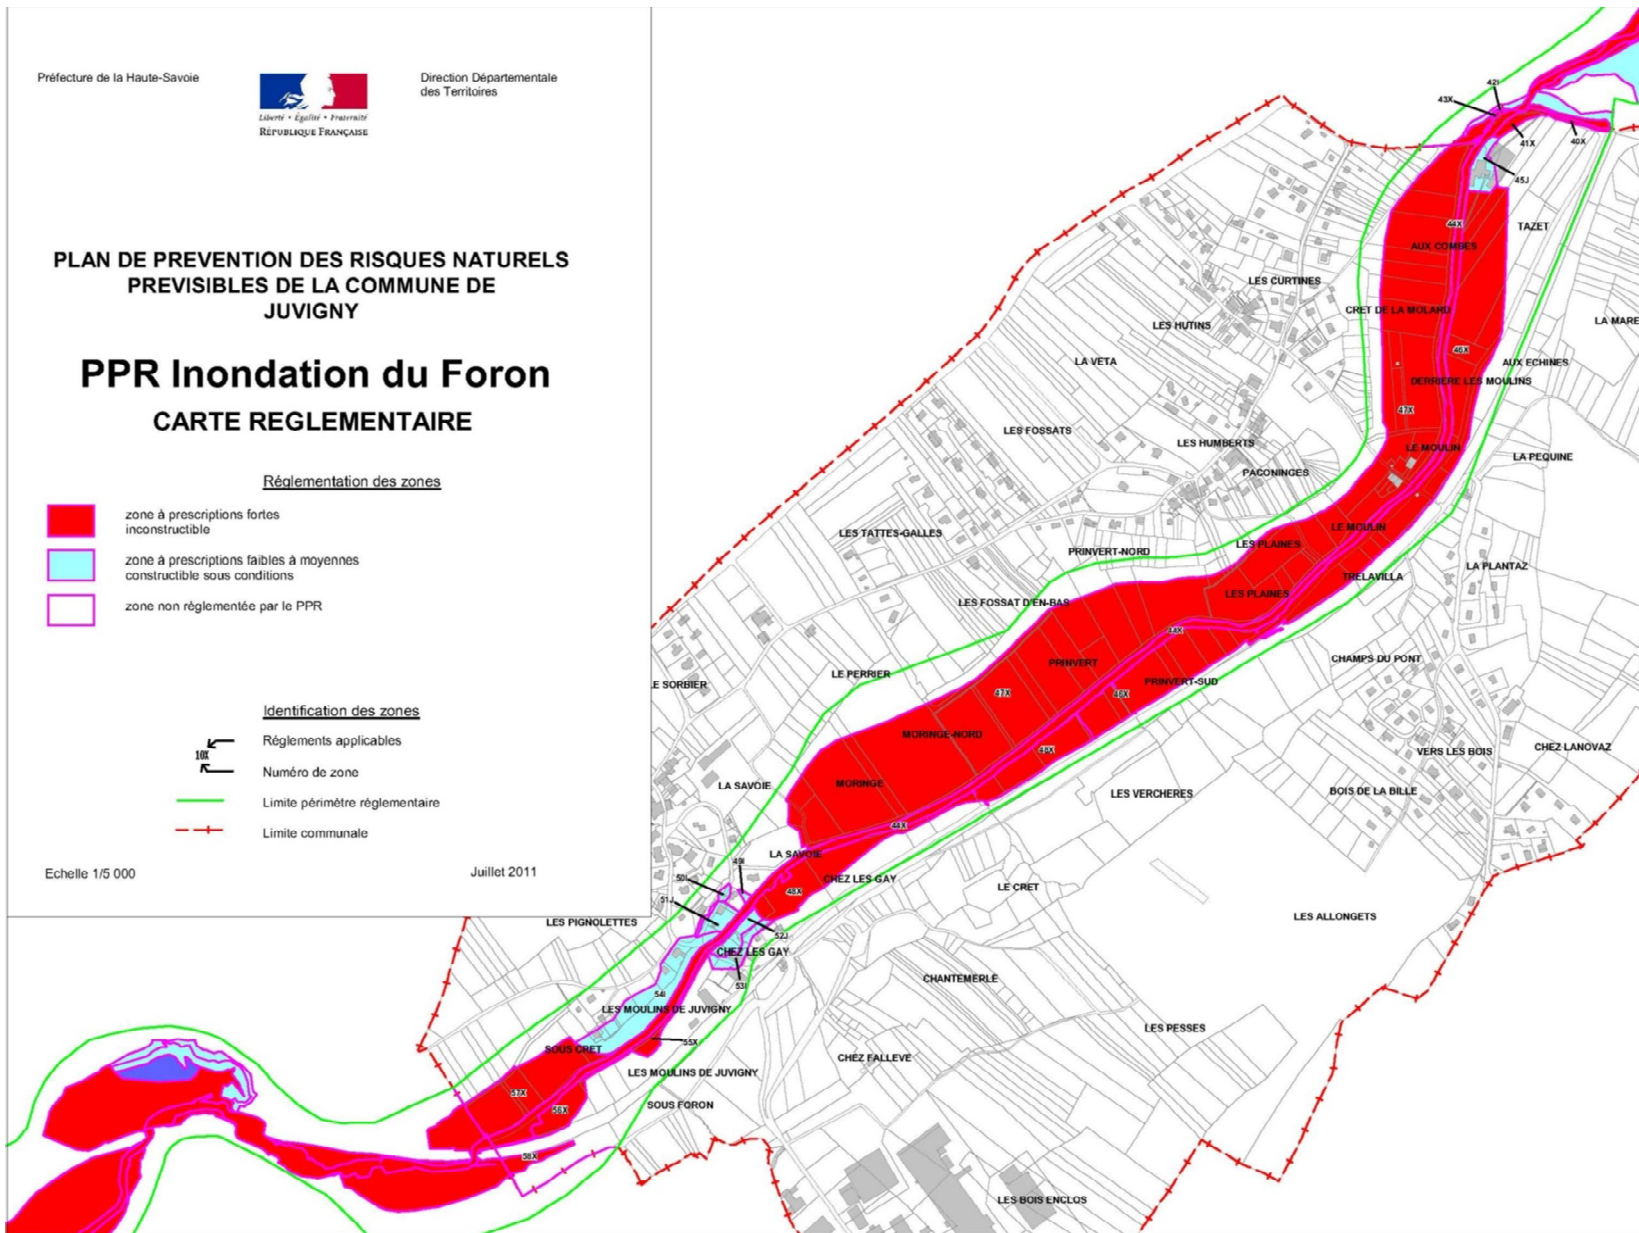 Préfecture de la Haute-Savoie
Liberté • Égalité • Fraternité
RÉPUBLIQUE FRANÇAISE
Direction Départementale
des Territoires
PLAN DE PREVENTION DES RISQUES NATURELS
PREVISIBLES DE LA COMMUNE DE
JUVIGNY
PPR Inondation du Foron
CARTE REGLEMENTAIRE
Réglementation des zones
zone à prescriptions fortes
inconstructible
zone à prescriptions faibles à moyennes
constructible sous conditions
zone non règlementée par le PPR
Identification des zones
10X
Réglements applicables
Numéro de zone
Limite périmètre réglementaire
Limite communale
Echelle 1/5 000
Juillet 2011
42I
43X
41X
40X
45J
44X
TAZET
AUX COMBES
LES CURTINES
CRET DE LA MOLARD
LA MARE
LES HUTINS
46X
LA VETA
AUX ECHINES
DERRIERE LES MOULINS
47X
LES FOSSATS
LES HUMBERTS
LE MOULIN
LA PEQUINE
PACONINGES
LES TATTES-GALLES
LE MOULIN
PRINVERT-NORD
LES PLAINES
LA PLANTAZ
TRELAVILLA
LES PLAINES
LES FOSSAT D'EN-BAS
44X
CHAMPS DU PONT
PRINVERT
LE PERRIER
PRINVERT-SUD
LE SORBIER
47X
46X
MORINGE-NORD
48X
VERS LES BOIS
CHEZ LANOVAZ
MORINGE
LA SAVOIE
LES VERCHERES
BOIS DE LA BILLE
44X
LA SAVOIE
49I
50I
CHEZ LES GAY
LE CRET
48X
51J
LES ALLONGETS
LES PIGNOLETTES
52J
CHEZ LES GAY
CHANTEMERLE
53I
54I
LES MOULINS DE JUVIGNY
LES PESSES
55X
SOUS CRET
CHEZ FALLEVE
LES MOULINS DE JUVIGNY
57X
SOUS FORON
56X
58X
LES BOIS ENCLOS